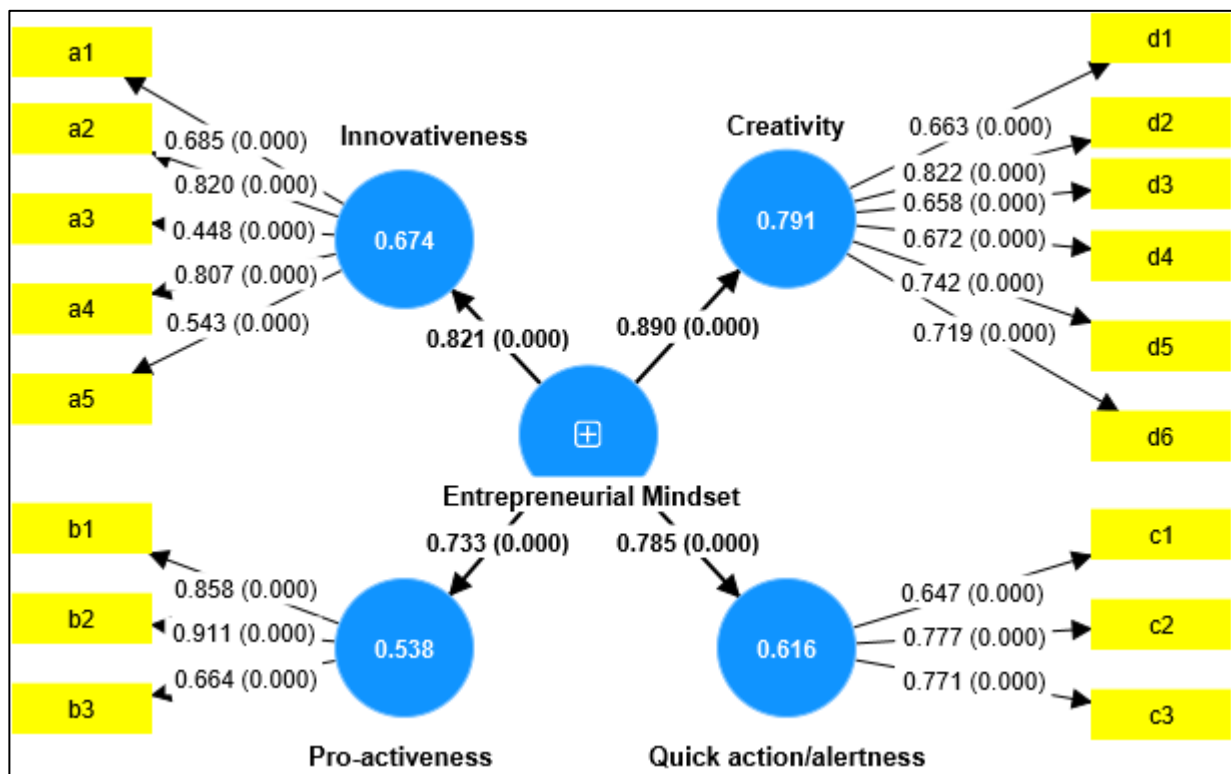 a1
a2
a3
a4
a5
0.685 (0.000)
0.820 (0.000)
0.448 (0.000)
0.807 (0.000)
0.543 (0.000)
Innovativeness
0.674
0.821 (0.000)
Creativity
0.791
0.890 (0.000)
0.663 (0.000)
0.822 (0.000)
0.658 (0.000)
0.672 (0.000)
0.742 (0.000)
0.719 (0.000)
d1
d2
d3
d4
d5
d6
Entrepreneurial Mindset
0.733 (0.000)
0.785 (0.000)
b1
b2
b3
0.858 (0.000)
0.911 (0.000)
0.664 (0.000)
0.538
Pro-activeness
0.616
Quick action/alertness
0.647 (0.000)
0.777 (0.000)
0.771 (0.000)
c1
c2
c3